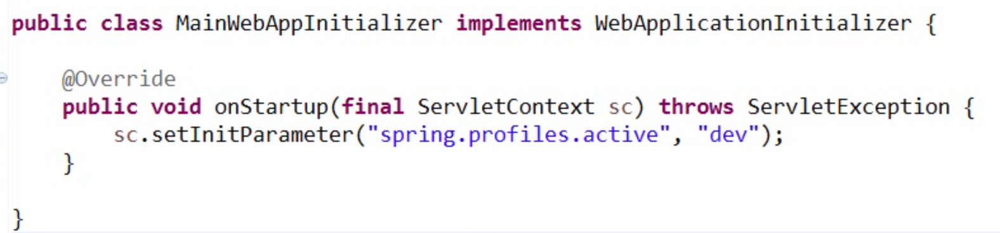 public class MainWebAppInitializer implements WebApplicationInitializer {
@Override
public void onStartup(final ServletContext sc) throws ServletException {
sc.setInitParameter("spring.profiles.active", "dev");
}
}